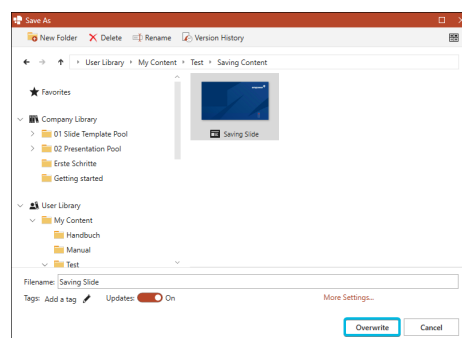 Save As
New Folder Delete Rename Version History
User Library My Content Test Saving Content
Favorites
Company Library
01 Slide Template Pool
02 Presentation Pool
Erste Schritte
Getting started
User Library
My Content
Handbuch
Manual
Test
Saving Slide
Filename: Saving Slide
Tags: Add a tag Updates: On More Settings...
Overwrite Cancel